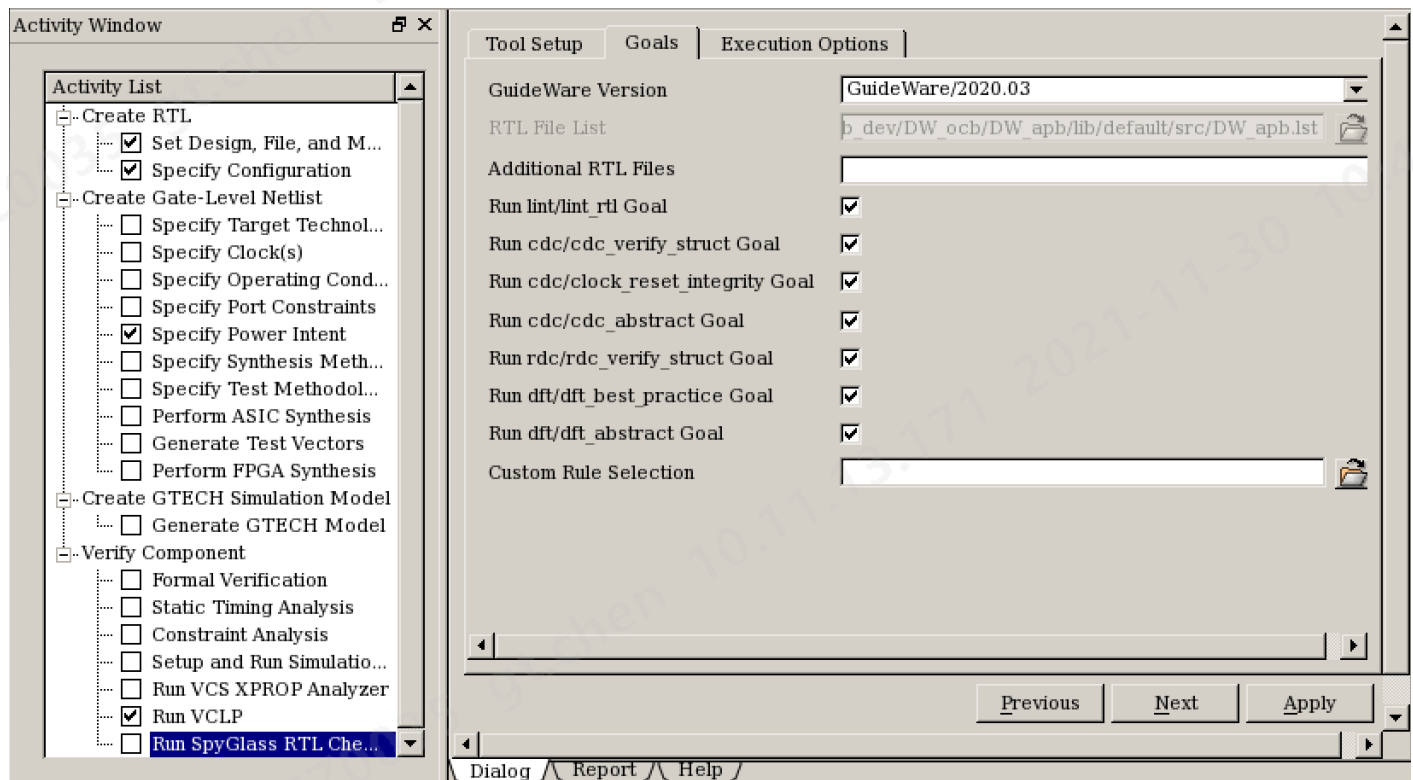 Activity Window
Activity List
Create RTL
Set Design, File, and M...
Specify Configuration
Create Gate-Level Netlist
Specify Target Technol...
Specify Clock(s)
Specify Operating Cond...
Specify Port Constraints
Specify Power Intent
Specify Synthesis Meth...
Specify Test Methodol...
Perform ASIC Synthesis
Generate Test Vectors
Perform FPGA Synthesis
Create GTECH Simulation Model
Generate GTECH Model
Verify Component
Formal Verification
Static Timing Analysis
Constraint Analysis
Setup and Run Simulatio...
Run VCS XPROP Analyzer
Run VCLP
Run SpyGlass RTL Che...
Tool Setup Goals Execution Options
GuideWare Version GuideWare/2020.03
RTL File List b_dev/DW_ocb/DW_apb/lib/default/src/DW_apb.lst
Additional RTL Files
Run lint/lint_rtl Goal
Run cdc/cdc_verify_struct Goal
Run cdc/clock_reset_integrity Goal
Run cdc/cdc_abstract Goal
Run rdc/rdc_verify_struct Goal
Run dft/dft_best_practice Goal
Run dft/dft_abstract Goal
Custom Rule Selection
Previous Next Apply
Dialog Report Help
10.11.13.171 2021-11-30